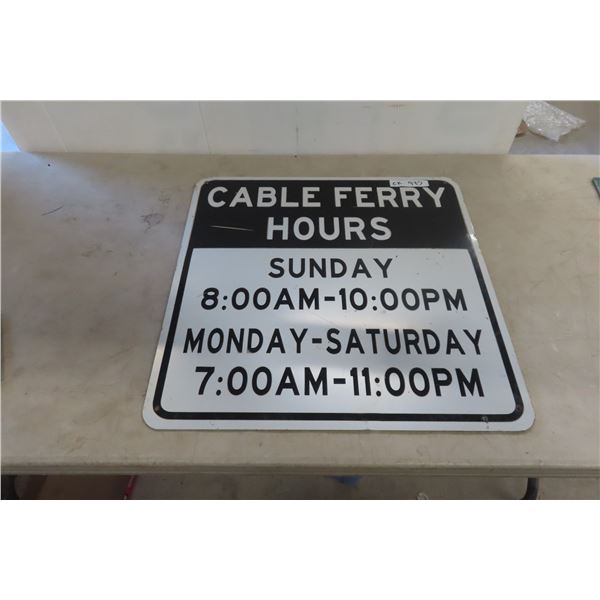 CABLE FERRY
HOURS
SUNDAY
8:00AM-10:00PM
MONDAY-SATURDAY
7:00AM-11:00PM